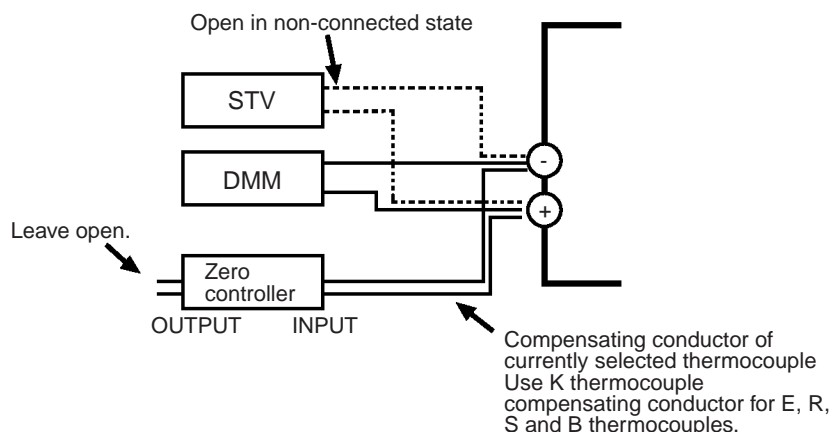 Open in non-connected state
STV
-
DMM
+
Leave open.
Zero
controller
OUTPUT INPUT
Compensating conductor of
currently selected thermocouple
Use K thermocouple
compensating conductor for E, R,
S and B thermocouples.